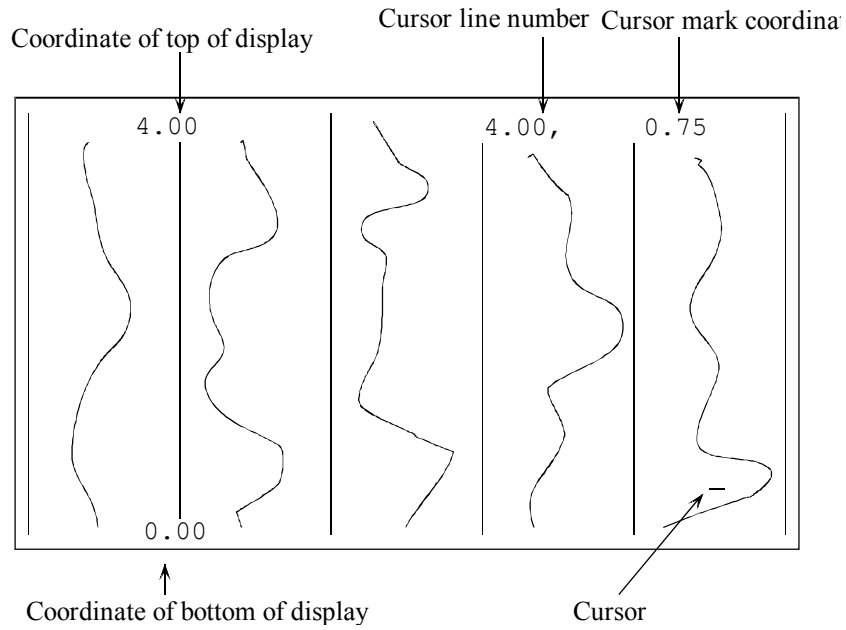 Cursor line number Cursor mark coordinat
Coordinate of top of display
4.00 4.00, 0.75
0.00
Coordinate of bottom of display Cursor